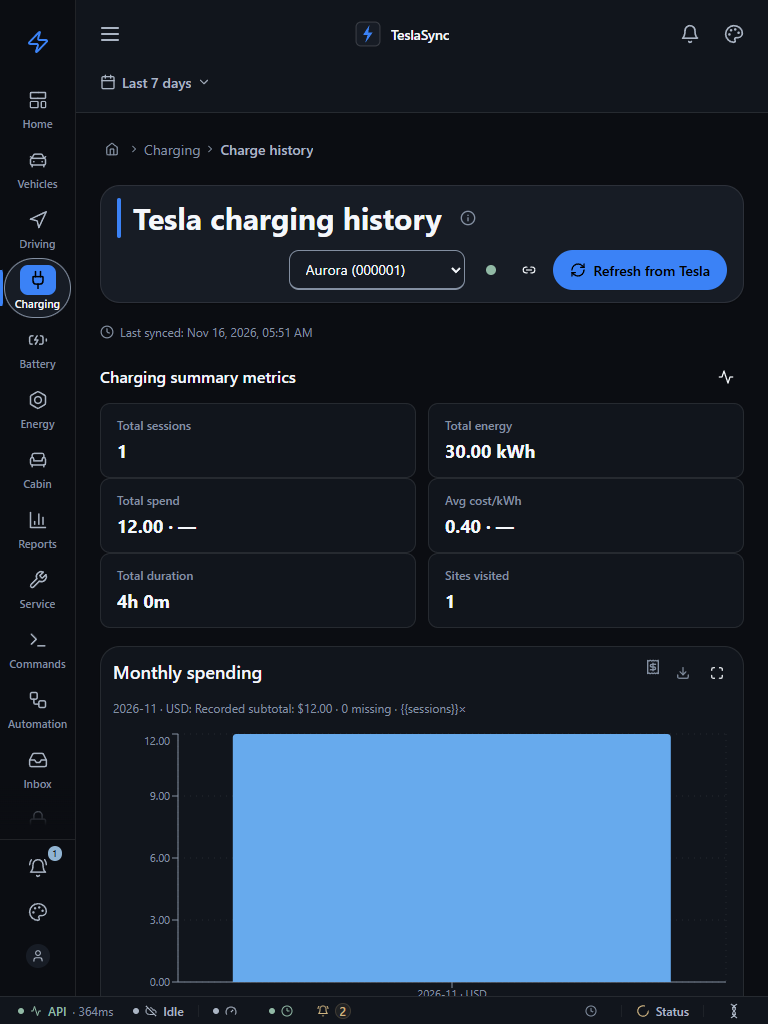 TeslaSync
Last 7 days
Home
Vehicles
Driving
Charging
Battery
Energy
Cabin
Reports
Service
Commands
Automation
Inbox
1
Charging
Charge history
Tesla charging history
Aurora (000001)
Refresh from Tesla
Last synced: Nov 16, 2026, 05:51 AM
Charging summary metrics
Total sessions
1
Total energy
30.00 kWh
Total spend
12.00 · —
Avg cost/kWh
0.40 · —
Total duration
4h 0m
Sites visited
1
Monthly spending
2026-11 · USD: Recorded subtotal: $12.00 · 0 missing · {{sessions}}×
12.00
9.00
6.00
3.00
0.00
2026-11 · USD
API · 364ms
Idle
2
Status